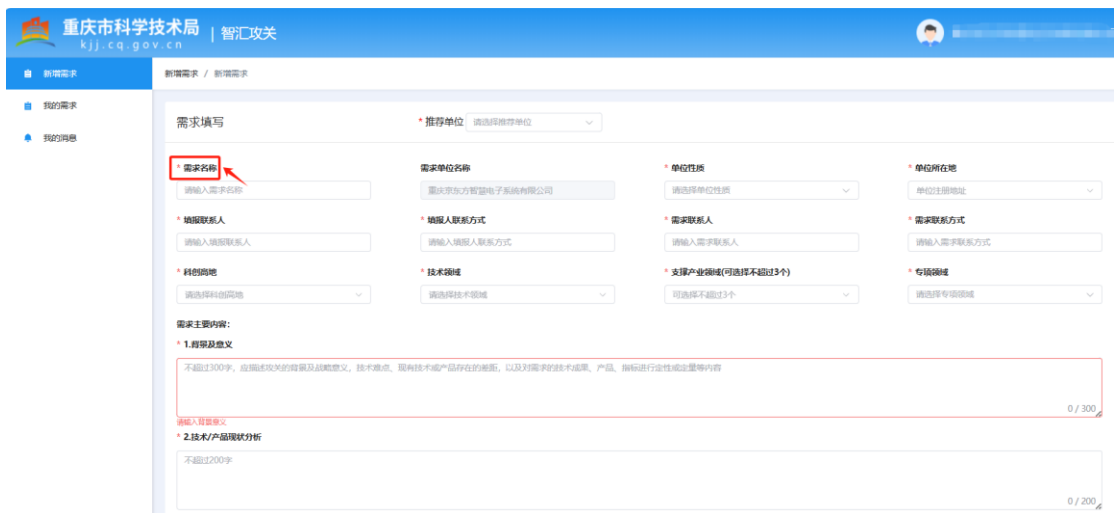 重庆市科学技术局 | 智汇攻关
kjj.cq.gov.cn
新增需求
我的需求
我的消息
新增需求 / 新增需求
需求填写
* 推荐单位 请选择推荐单位
* 需求名称 需求单位名称 * 单位性质 * 单位所在地
请输入需求名称 重庆京东方智慧电子系统有限公司 请选择单位性质 单位注册地址
* 填报联系人 * 填报人联系方式 * 需求联系人 * 需求联系方式
请输入填报联系人 请输入填报人联系方式 请输入需求联系人 请输入需求联系方式
* 科创高地 * 技术领域 * 支撑产业领域(可选择不超过3个) * 专项领域
请选择科创高地 请选择技术领域 可选择不超过3个 请选择专项领域
需求主要内容:
* 1.背景及意义
不超过300字，应描述攻关的背景及战略意义，技术难点、现有技术或产品存在的差距，以及对需求的技术成果、产品、指标进行定性或定量等内容
0 / 300
请输入背景意义
* 2.技术/产品现状分析
不超过200字
0 / 200